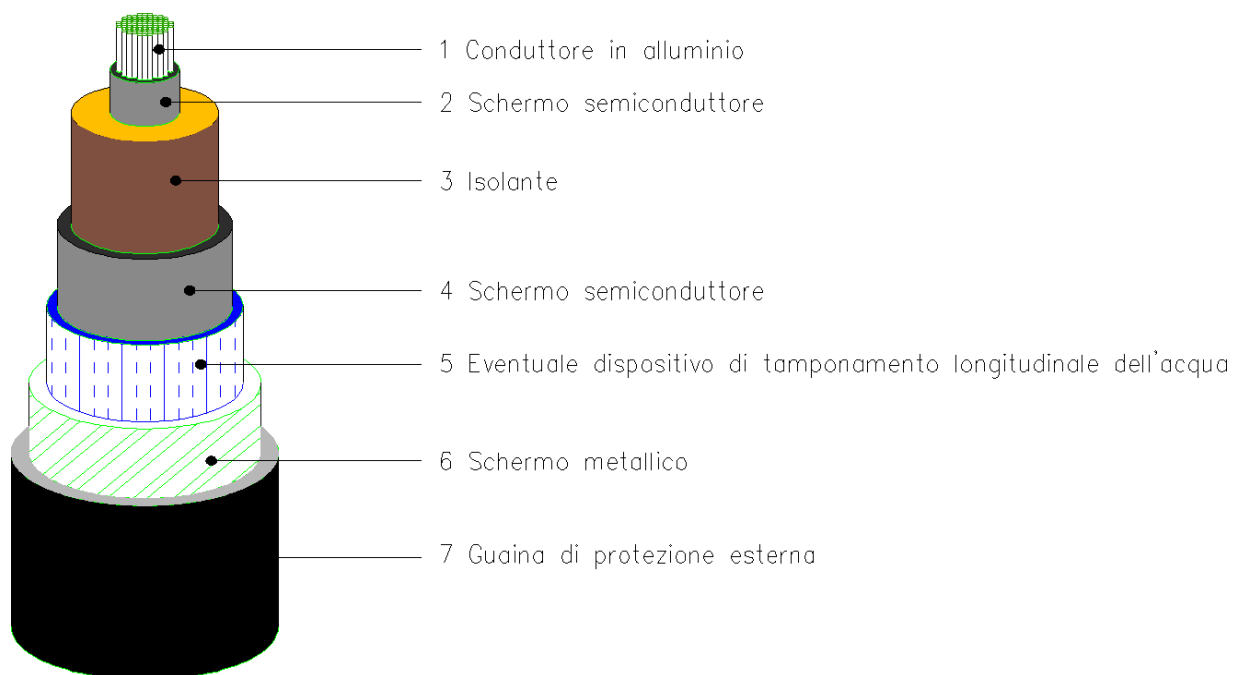 1 Conduttore in alluminio
2 Schermo semiconduttore
3 Isolante
4 Schermo semiconduttore
5 Eventuale dispositivo di tamponamento longitudinale dell'acqua
6 Schermo metallico
7 Guaina di protezione esterna